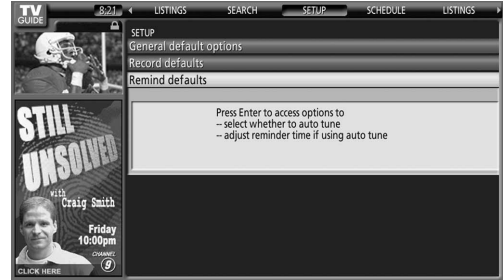 TV
GUIDE
8:21
LISTINGS SEARCH SETUP SCHEDULE LISTINGS
SETUP
General default options
Record defaults
Remind defaults
Press Enter to access options to
-- select whether to auto tune
-- adjust reminder time if using auto tune
STILL
UNSOLVED
with
Craig Smith
Friday
10:00pm
CHANNEL
9
CLICK HERE